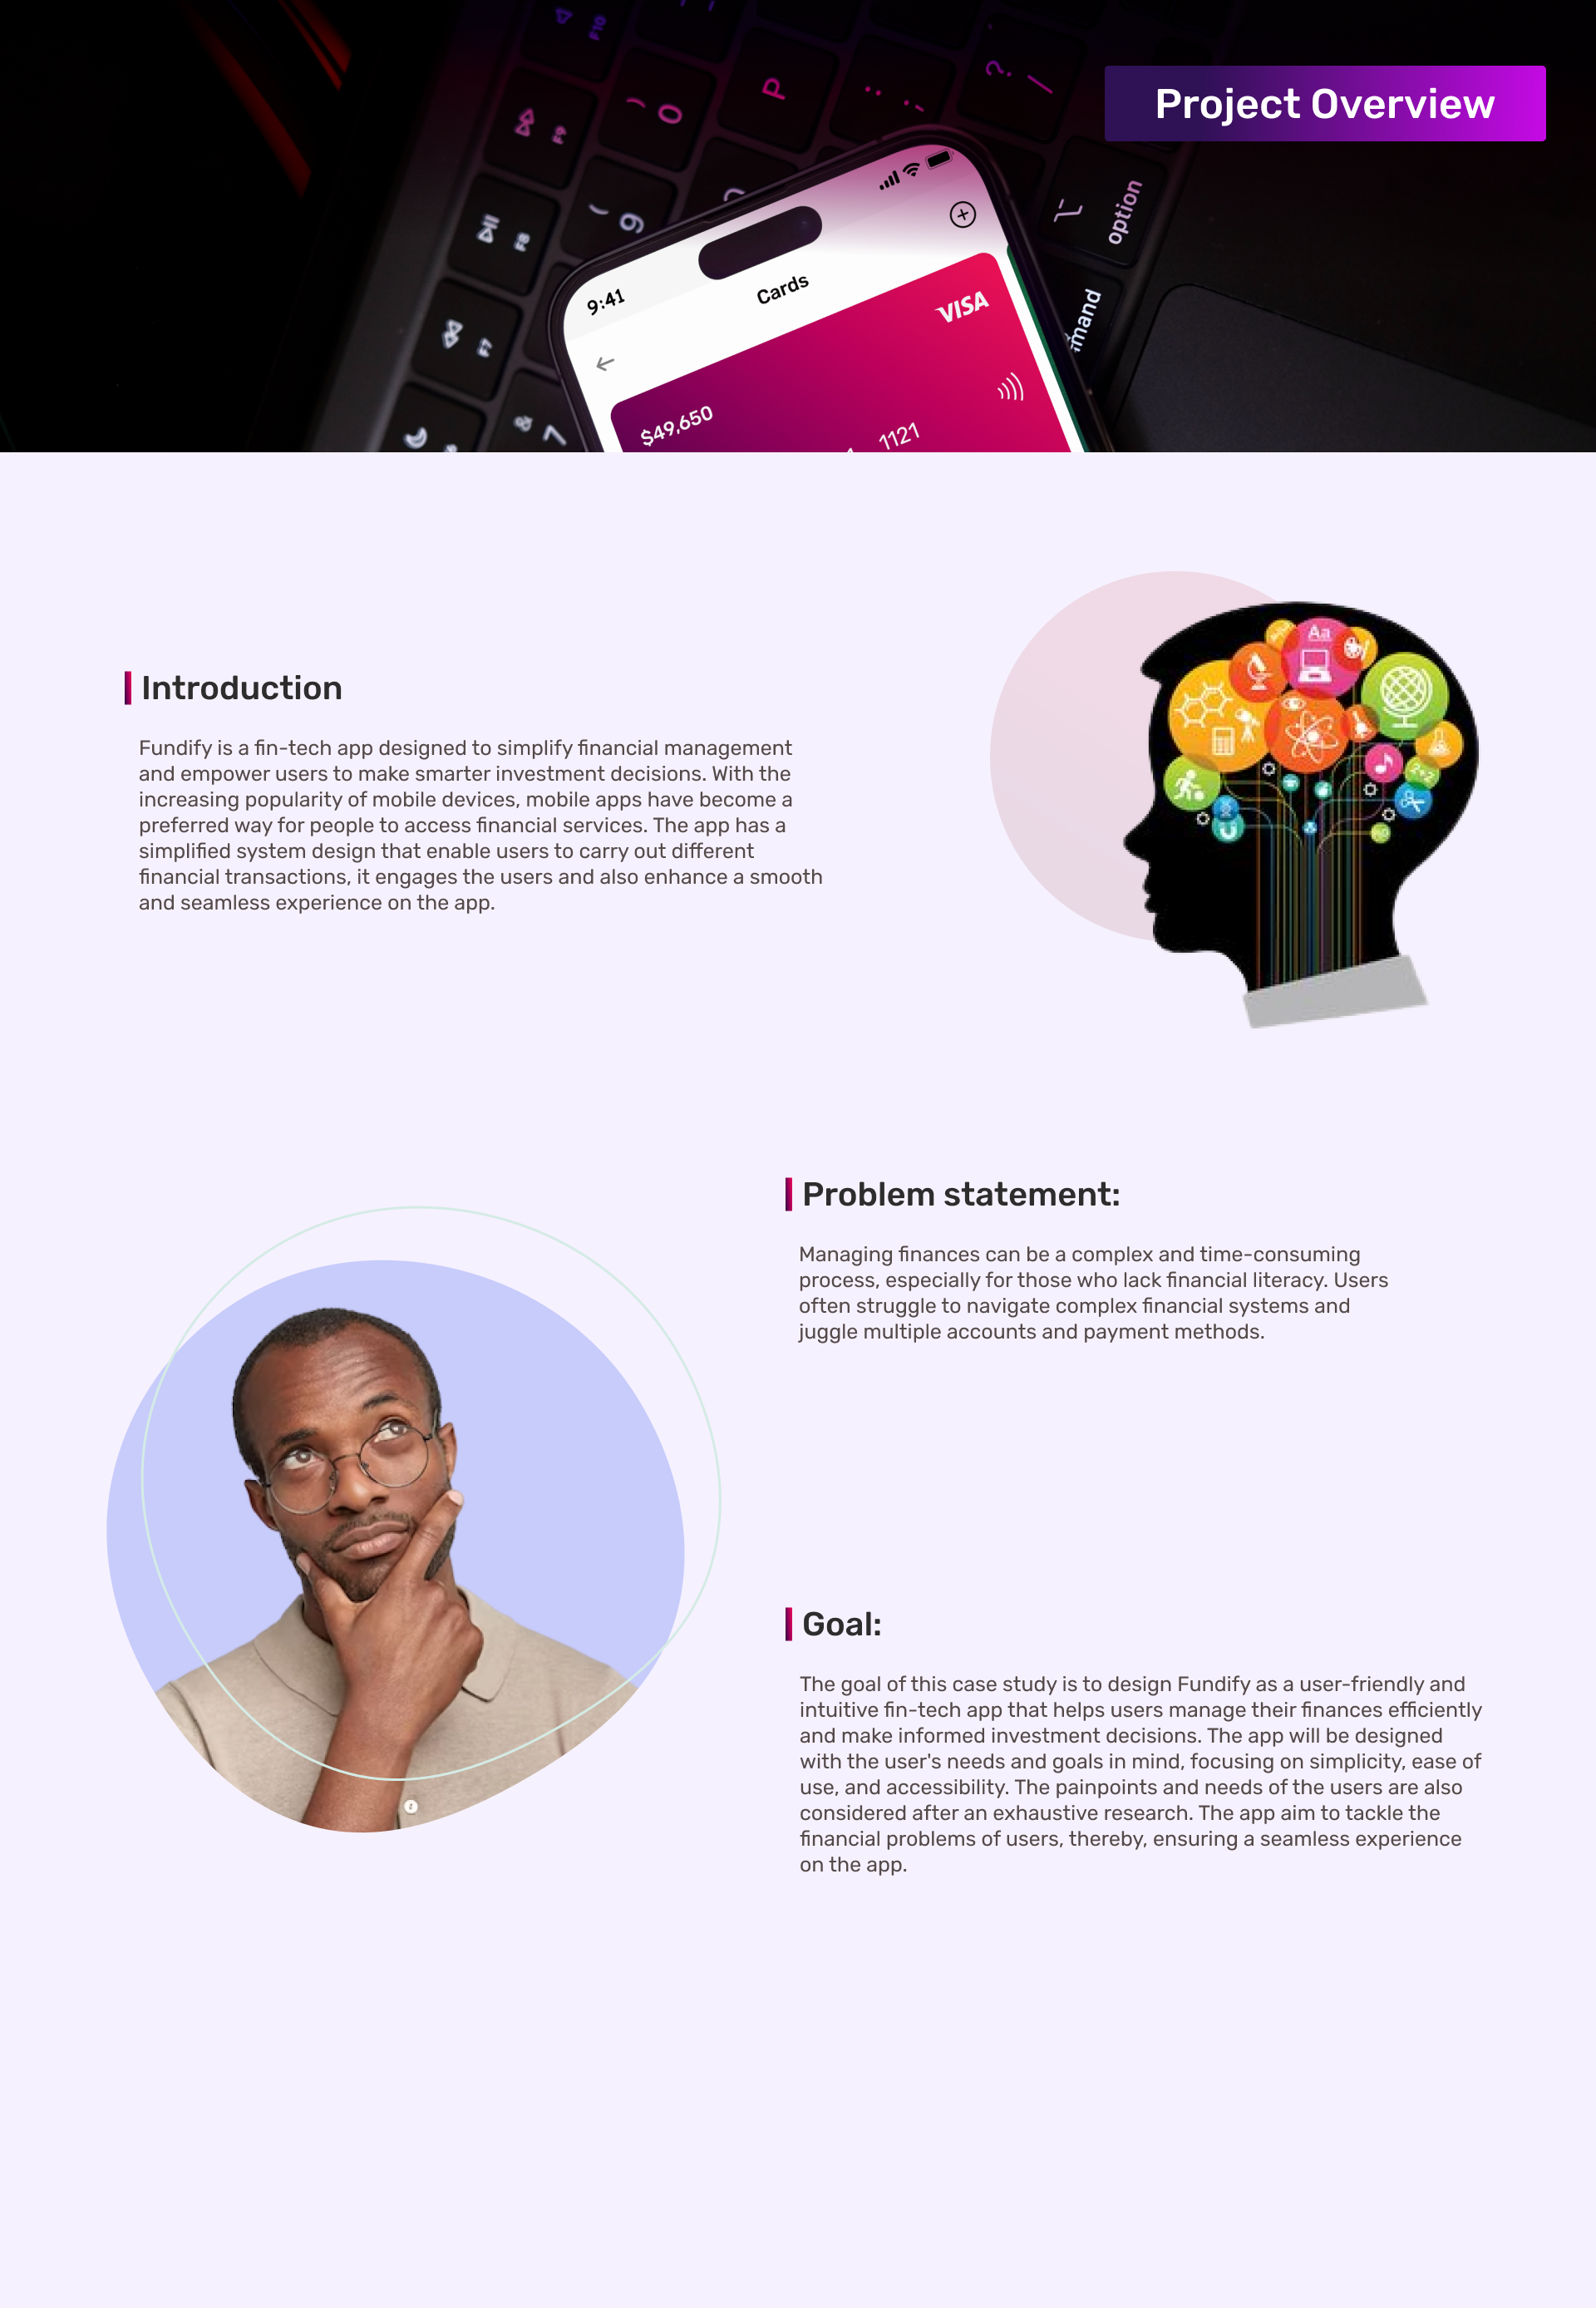 Project Overview
F10
F9
0
P
9
F8
option
9:41
Cards
VISA
mand
F7
$49,650
1121
&
7
Introduction
Fundify is a fin-tech app designed to simplify financial management
and empower users to make smarter investment decisions. With the
increasing popularity of mobile devices, mobile apps have become a
preferred way for people to access financial services. The app has a
simplified system design that enable users to carry out different
financial transactions, it engages the users and also enhance a smooth
and seamless experience on the app.
Aa
2+2
Problem statement:
Managing finances can be a complex and time-consuming
process, especially for those who lack financial literacy. Users
often struggle to navigate complex financial systems and
juggle multiple accounts and payment methods.
Goal:
The goal of this case study is to design Fundify as a user-friendly and
intuitive fin-tech app that helps users manage their finances efficiently
and make informed investment decisions. The app will be designed
with the user's needs and goals in mind, focusing on simplicity, ease of
use, and accessibility. The painpoints and needs of the users are also
considered after an exhaustive research. The app aim to tackle the
financial problems of users, thereby, ensuring a seamless experience
on the app.